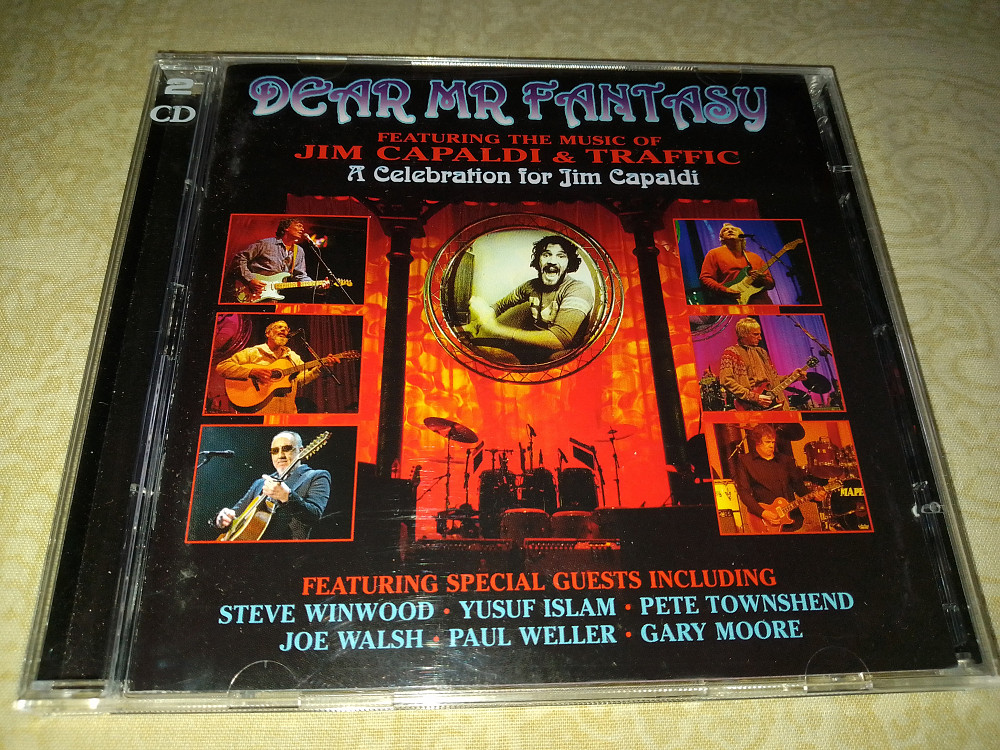 2
CD
DEAR MR FANTASY
FEATURING THE MUSIC OF
JIM CAPALDI & TRAFFIC
A Celebration for Jim Capaldi
MAPE
FEATURING SPECIAL GUESTS INCLUDING
STEVE WINWOOD · YUSUF ISLAM · PETE TOWNSHEND
JOE WALSH · PAUL WELLER · GARY MOORE